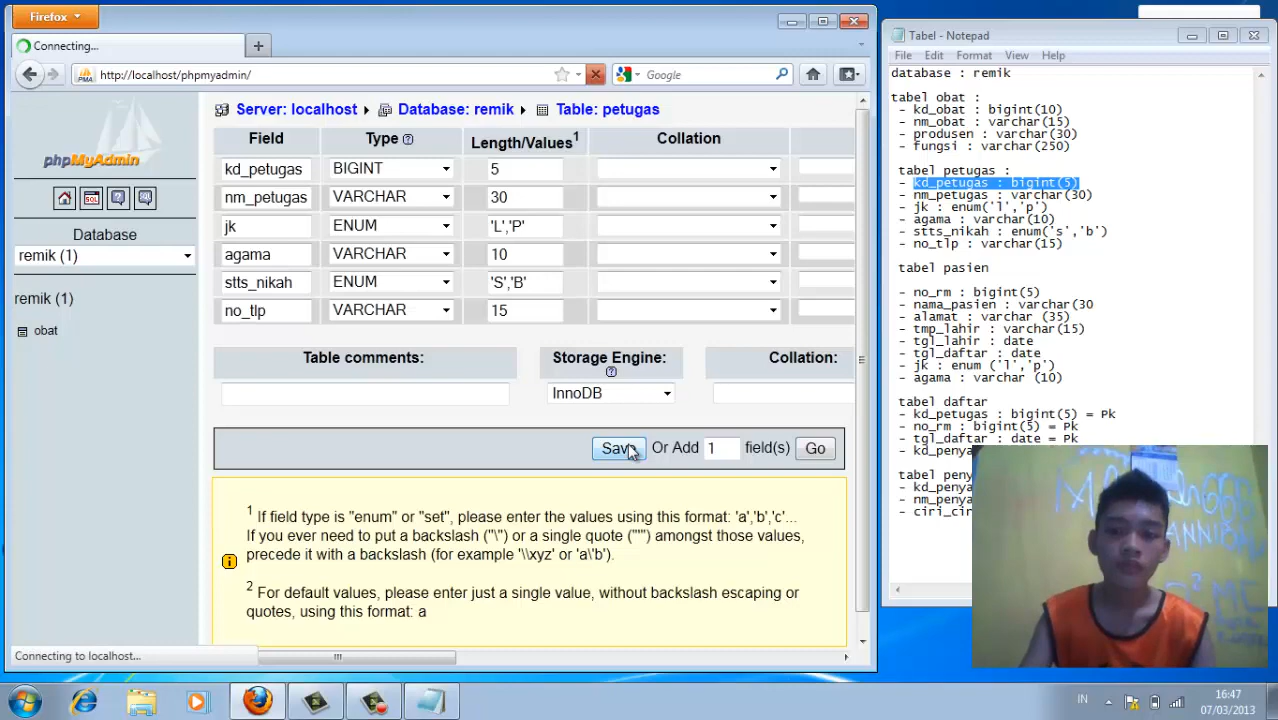 Firefox
Connecting...
http://localhost/phpmyadmin/
Google
phpMyAdmin
SQL
Database
remik (1)
remik (1)
obat
Server: localhost Database: remik Table: petugas
Field Type Length/Values1 Collation
kd_petugas BIGINT 5
nm_petugas VARCHAR 30
jk ENUM 'L','P'
agama VARCHAR 10
stts_nikah ENUM 'S','B'
no_tlp VARCHAR 15
Table comments: Storage Engine: Collation:
InnoDB
Save Or Add 1 field(s) Go
1 If field type is "enum" or "set", please enter the values using this format: 'a','b','c'...
If you ever need to put a backslash ("\") or a single quote ("'") amongst those values,
precede it with a backslash (for example '\\xyz' or 'a\'b').
2 For default values, please enter just a single value, without backslash escaping or
quotes, using this format: a
Connecting to localhost...
Tabel - Notepad
File Edit Format View Help
database : remik
tabel obat :
- kd_obat : bigint(10)
- nm_obat : varchar(15)
- produsen : varchar(30)
- fungsi : varchar(250)
tabel petugas :
- kd_petugas : bigint(5)
- nm_petugas : varchar(30)
- jk : enum('l','p')
- agama : varchar(10)
- stts_nikah : enum('s','b')
- no_tlp : varchar(15)
tabel pasien
- no_rm : bigint(5)
- nama_pasien : varchar(30
- alamat : varchar (35)
- tmp_lahir : varchar(15)
- tgl_lahir : date
- tgl_daftar : date
- jk : enum ('l','p')
- agama : varchar (10)
tabel daftar
- kd_petugas : bigint(5) = Pk
- no_rm : bigint(5) = Pk
- tgl_daftar : date = Pk
- kd_penya
tabel peny
- kd_penya
- nm_penya
- ciri_cir
IN
16:47
07/03/2013